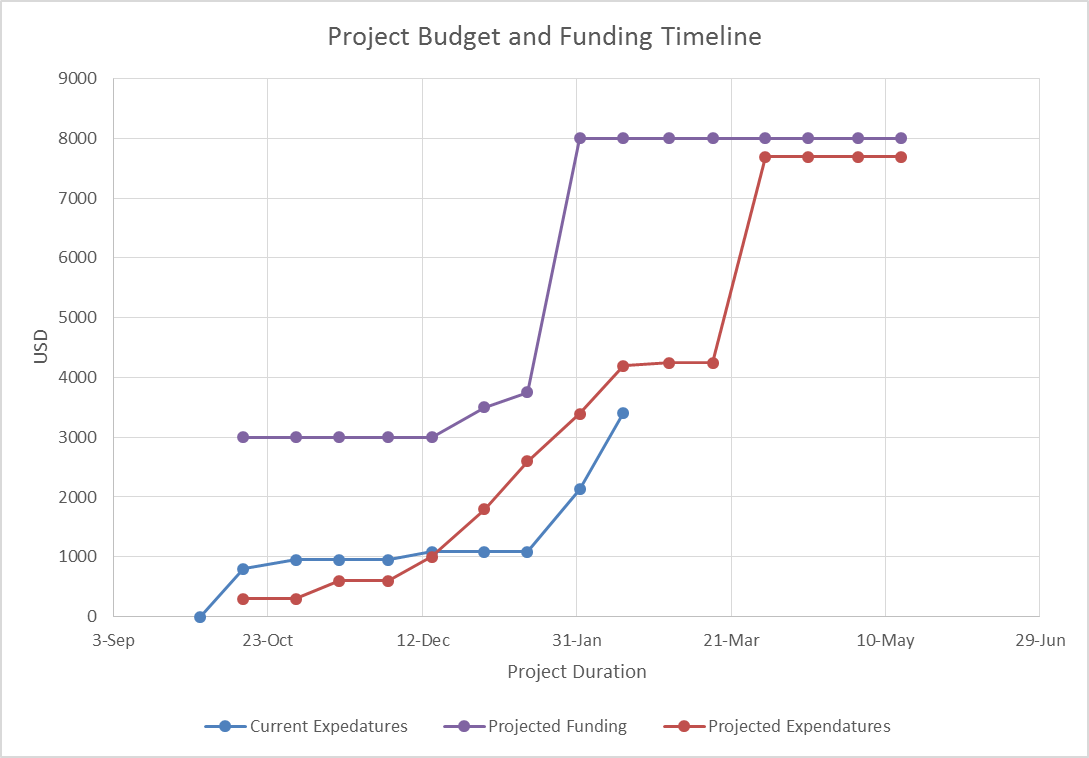 Project Budget and Funding Timeline
9000
8000
7000
6000
5000
4000
3000
2000
1000
0
USD
3-Sep 23-Oct 12-Dec 31-Jan 21-Mar 10-May 29-Jun
Project Duration
Current Expedatures Projected Funding Projected Expendatures